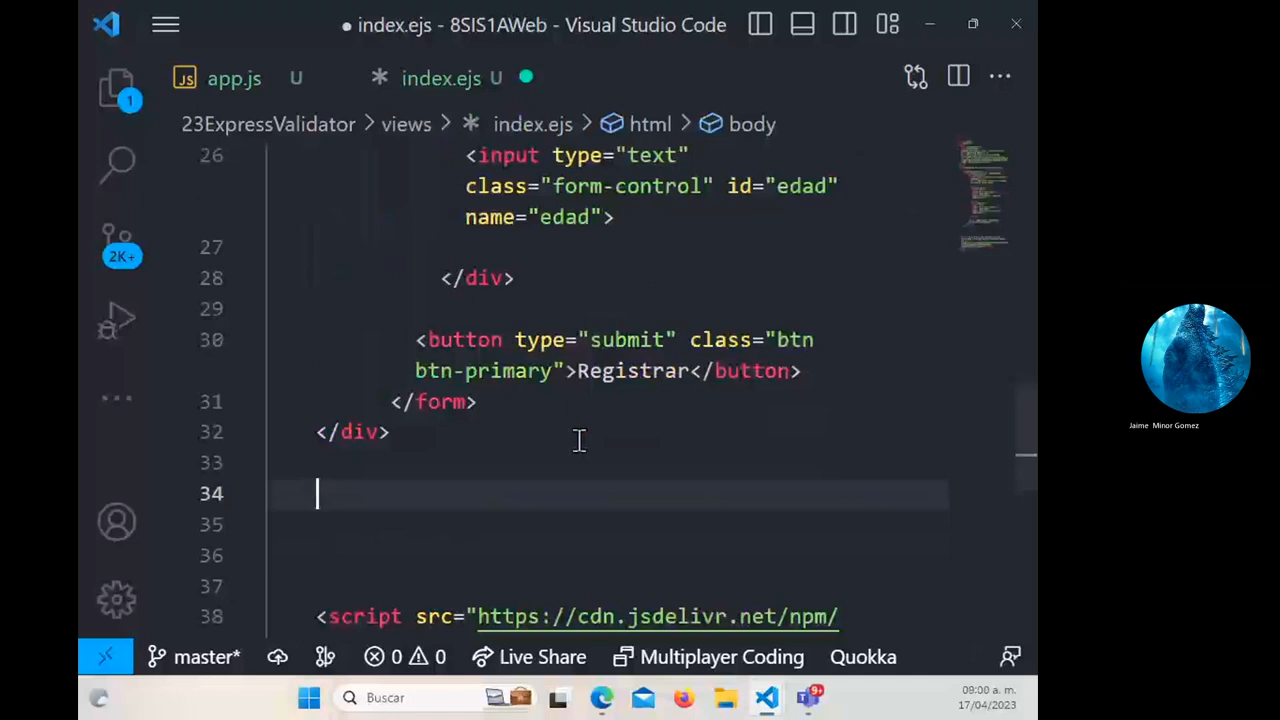 ● index.ejs - 8SIS1AWeb - Visual Studio Code
JS app.js U index.ejs U
1
23ExpressValidator > views > * index.ejs > html > body
26 <input type="text"
class="form-control" id="edad"
name="edad">
27
28 </div>
29
30 <button type="submit" class="btn
btn-primary">Registrar</button>
31 </form>
32 </div>
33
34
35
36
37
38 <script src="https://cdn.jsdelivr.net/npm/
2K+
Jaime Minor Gomez
master* 0 0 Live Share Multiplayer Coding Quokka
Buscar
9+
09:00 a. m.
17/04/2023